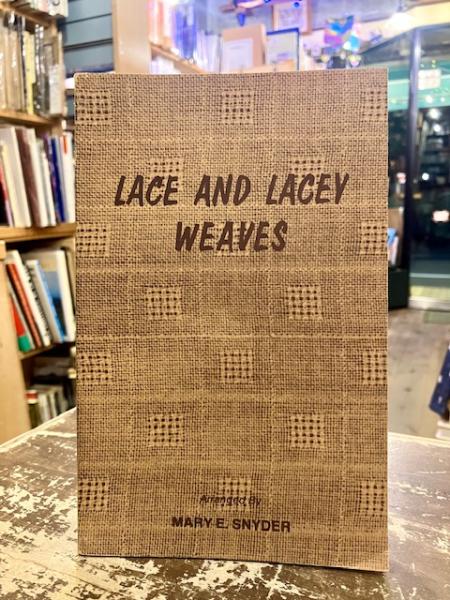 LACE AND LACEY
WEAVES
Arranged By
MARY E. SNYDER